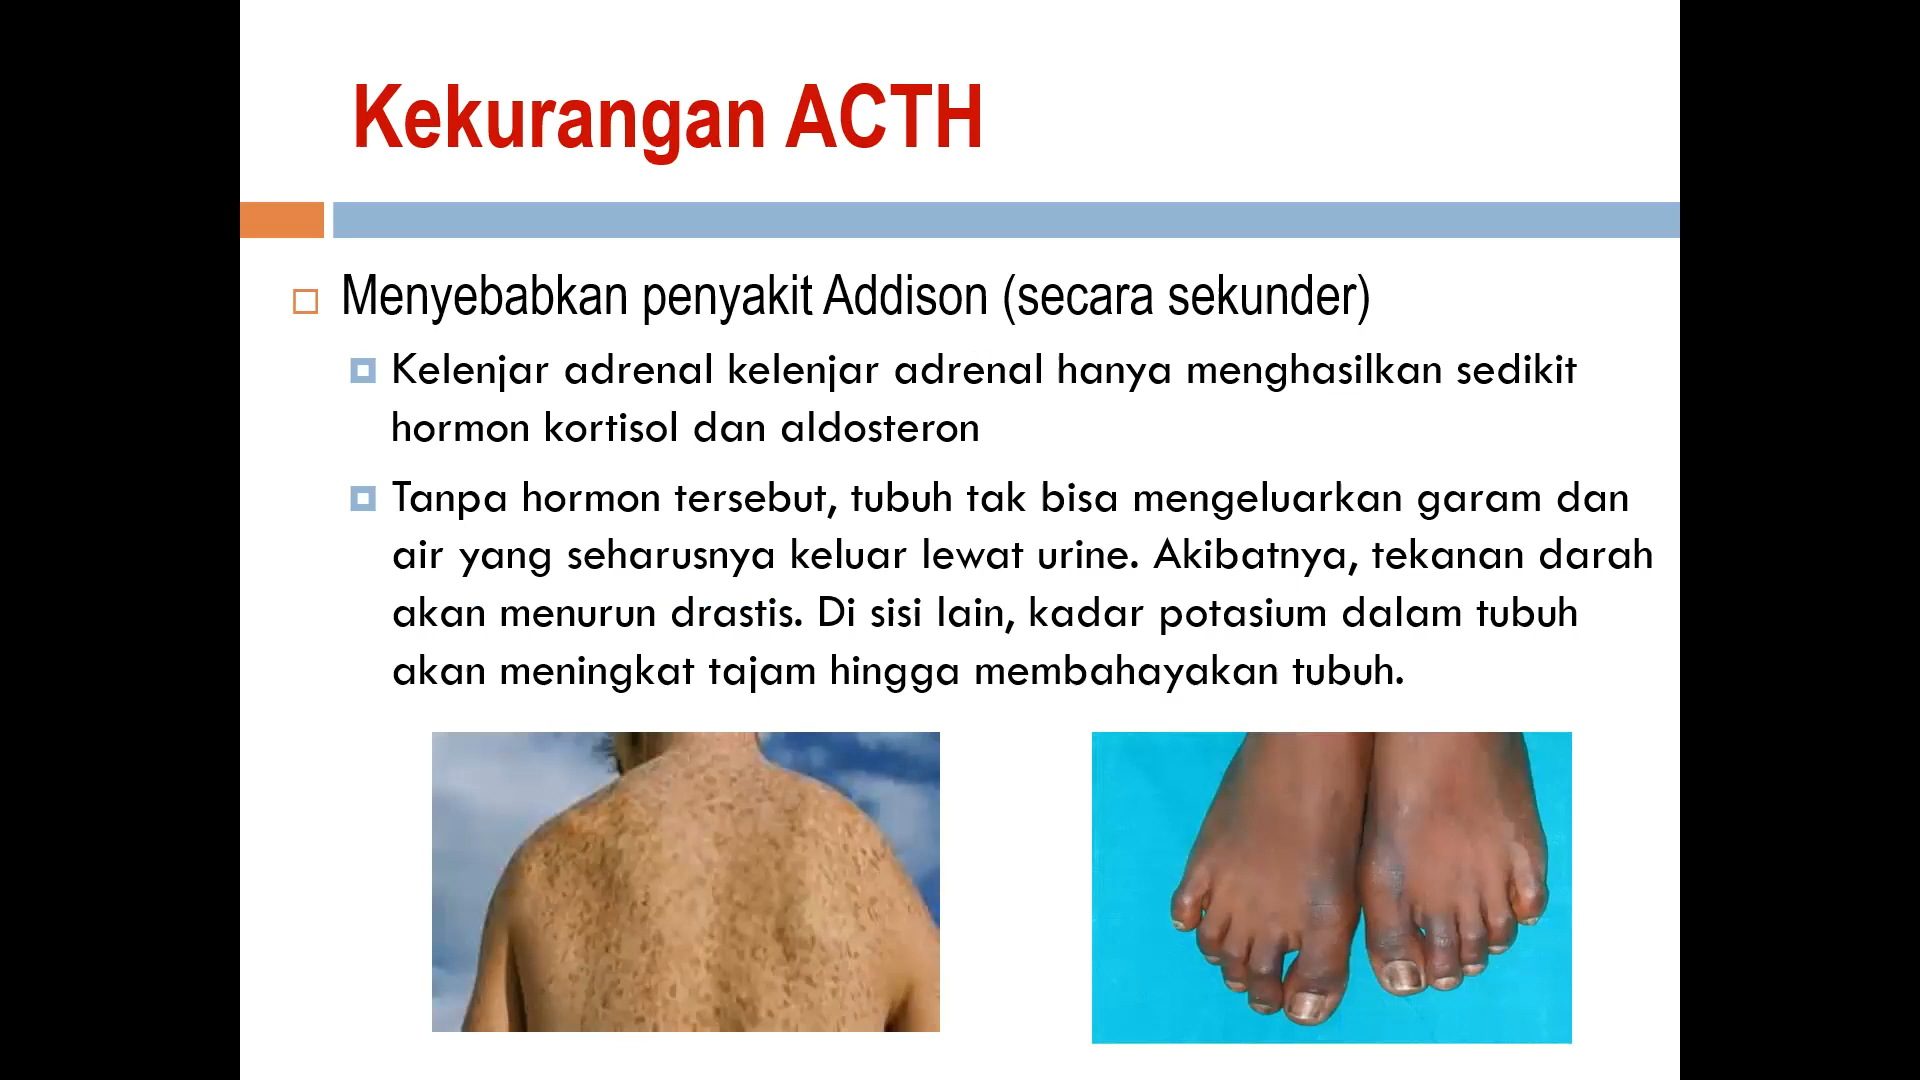 Kekurangan ACTH
Menyebabkan penyakit Addison (secara sekunder)
Kelenjar adrenal kelenjar adrenal hanya menghasilkan sedikit
hormon kortisol dan aldosteron
Tanpa hormon tersebut, tubuh tak bisa mengeluarkan garam dan
air yang seharusnya keluar lewat urine. Akibatnya, tekanan darah
akan menurun drastis. Di sisi lain, kadar potasium dalam tubuh
akan meningkat tajam hingga membahayakan tubuh.